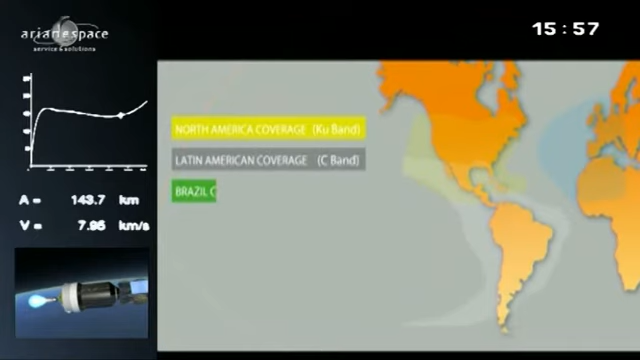 arianespace
service & solutions
15:57
NORTH AMERICA COVERAGE (Ku Band)
LATIN AMERICAN COVERAGE (C Band)
BRAZIL C
A = 143.7 km
V = 7.95 km/s